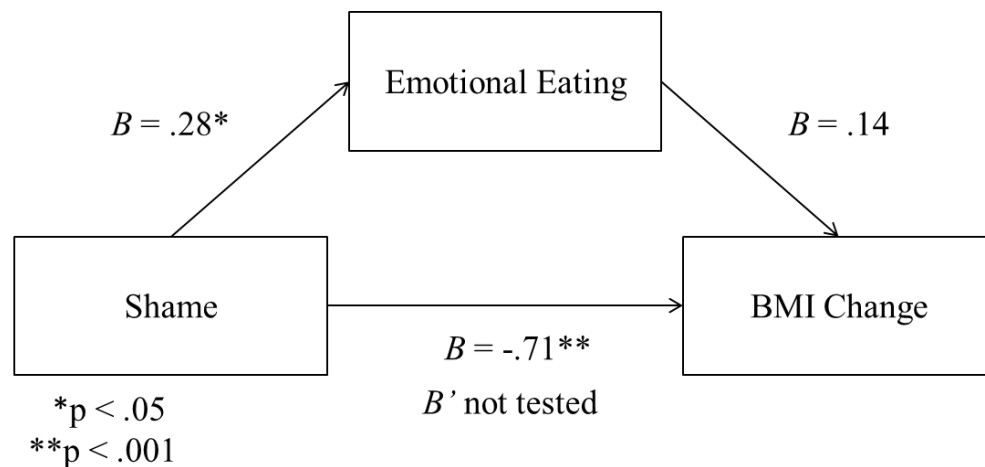 Emotional Eating
B = .28*
B = .14
Shame
BMI Change
B = -.71**
B’ not tested
*p < .05
**p < .001